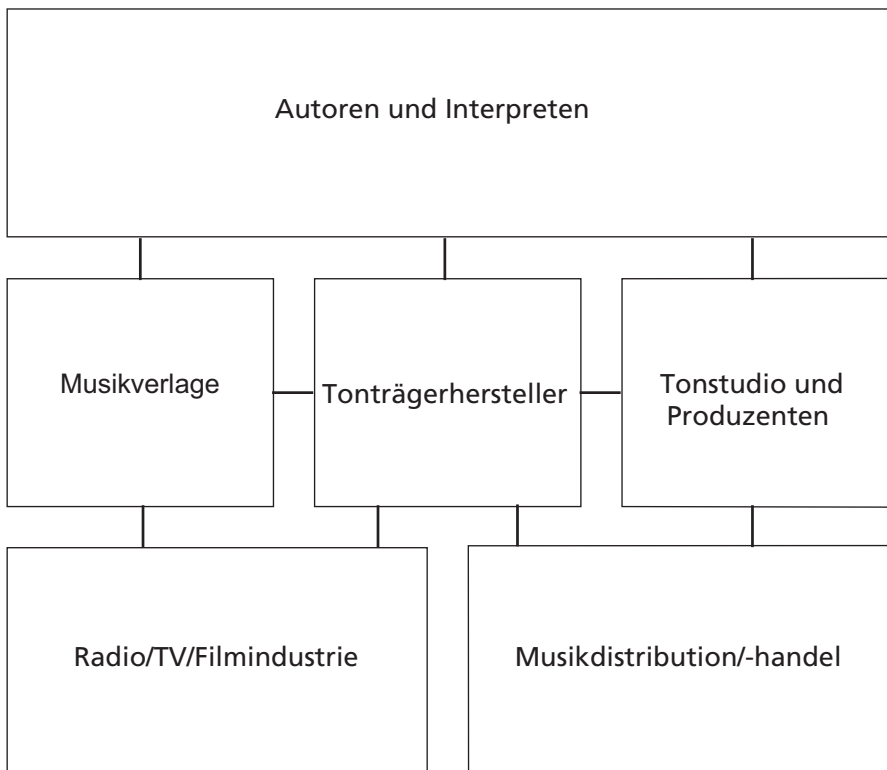 Autoren und Interpreten
Musikverlage
Tonträgerhersteller
Tonstudio und
Produzenten
Radio/TV/Filmindustrie
Musikdistribution/-handel